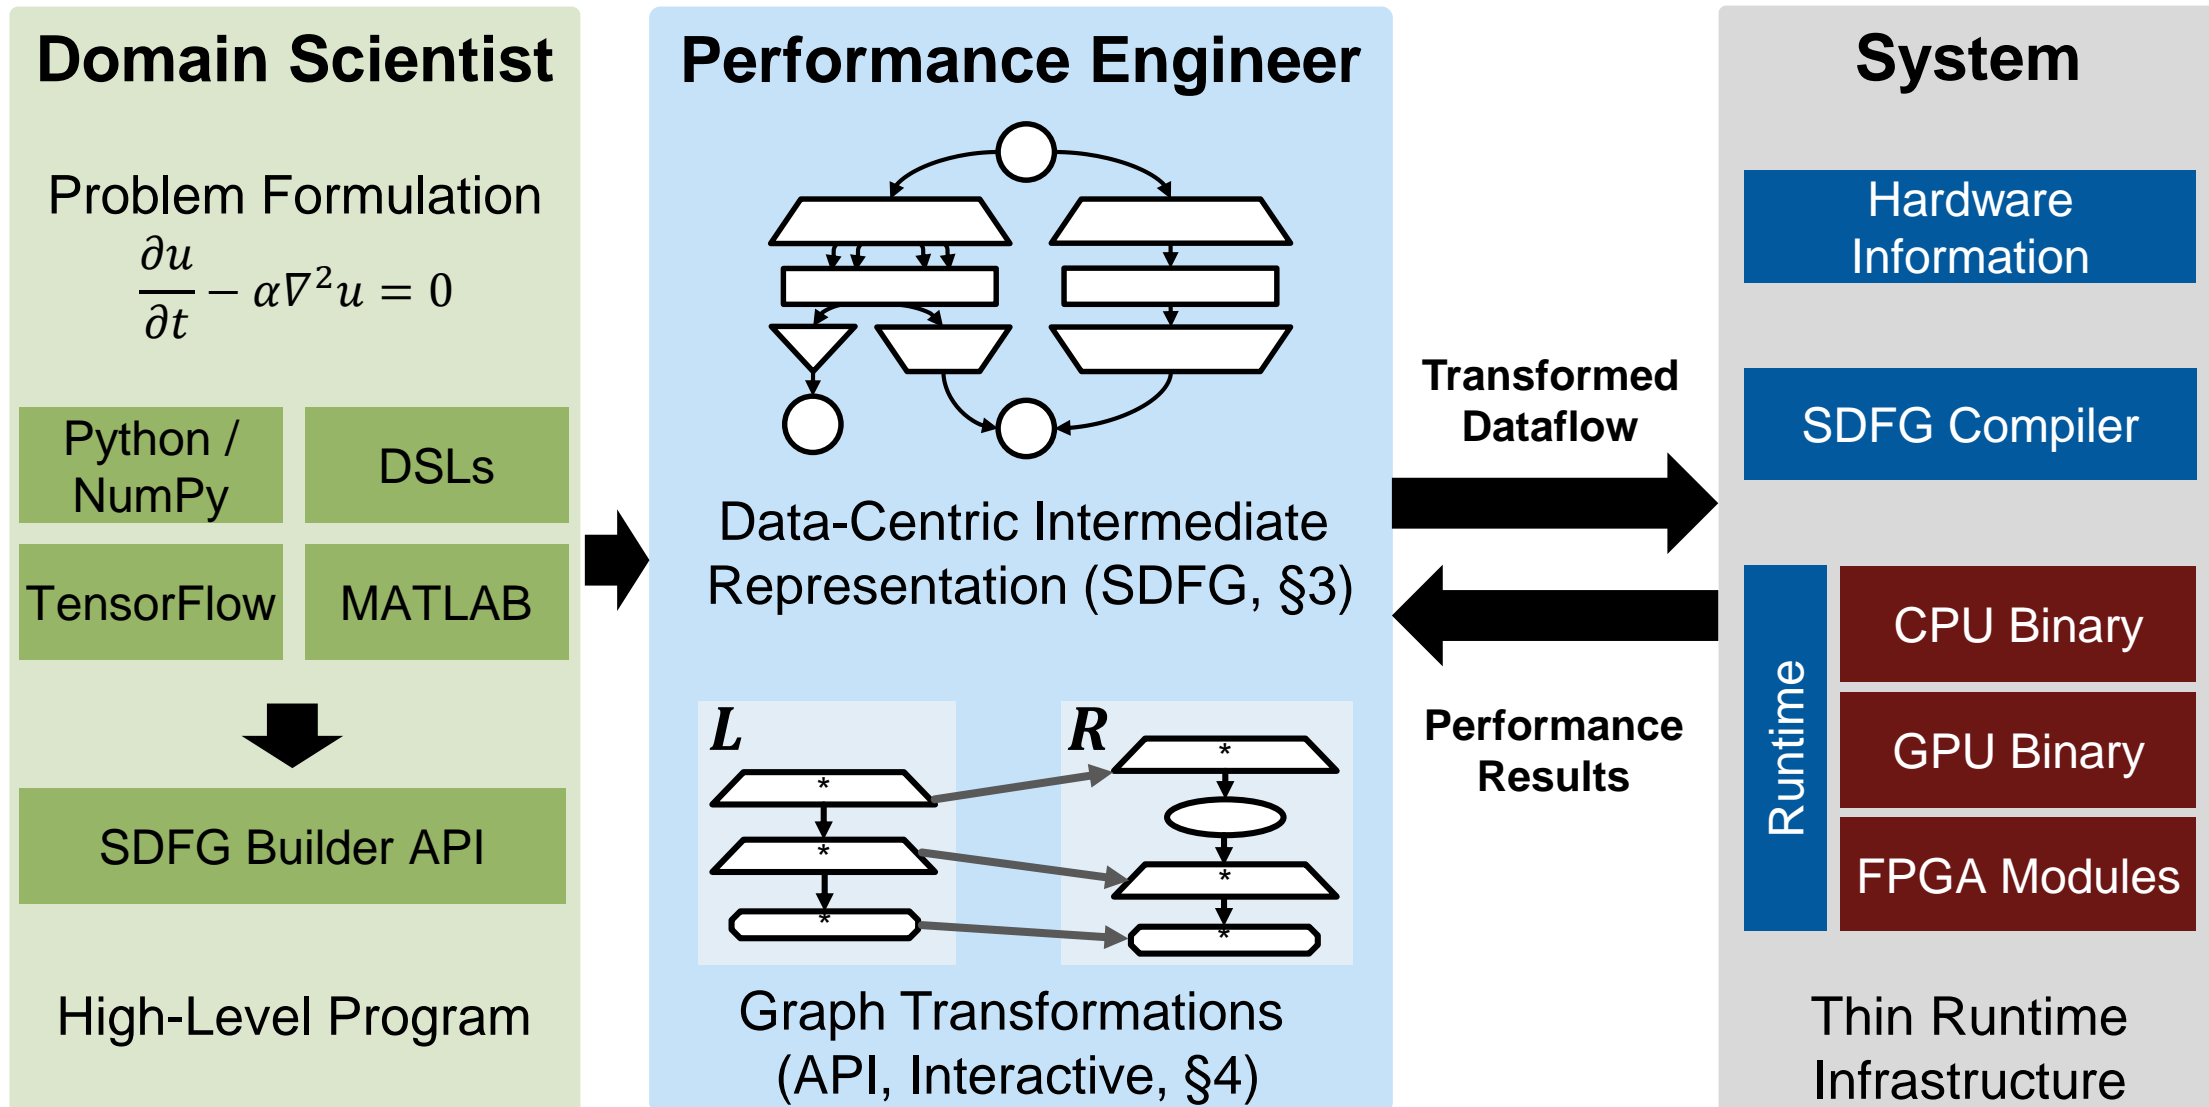 Domain Scientist
Problem Formulation
∂u/∂t − α∇²u = 0
Python /
NumPy
DSLs
TensorFlow
MATLAB
SDFG Builder API
High-Level Program
Performance Engineer
Data-Centric Intermediate
Representation (SDFG, §3)
L
*
*
*
R
*
*
*
Graph Transformations
(API, Interactive, §4)
Transformed
Dataflow
Performance
Results
System
Hardware
Information
SDFG Compiler
Runtime
CPU Binary
GPU Binary
FPGA Modules
Thin Runtime
Infrastructure